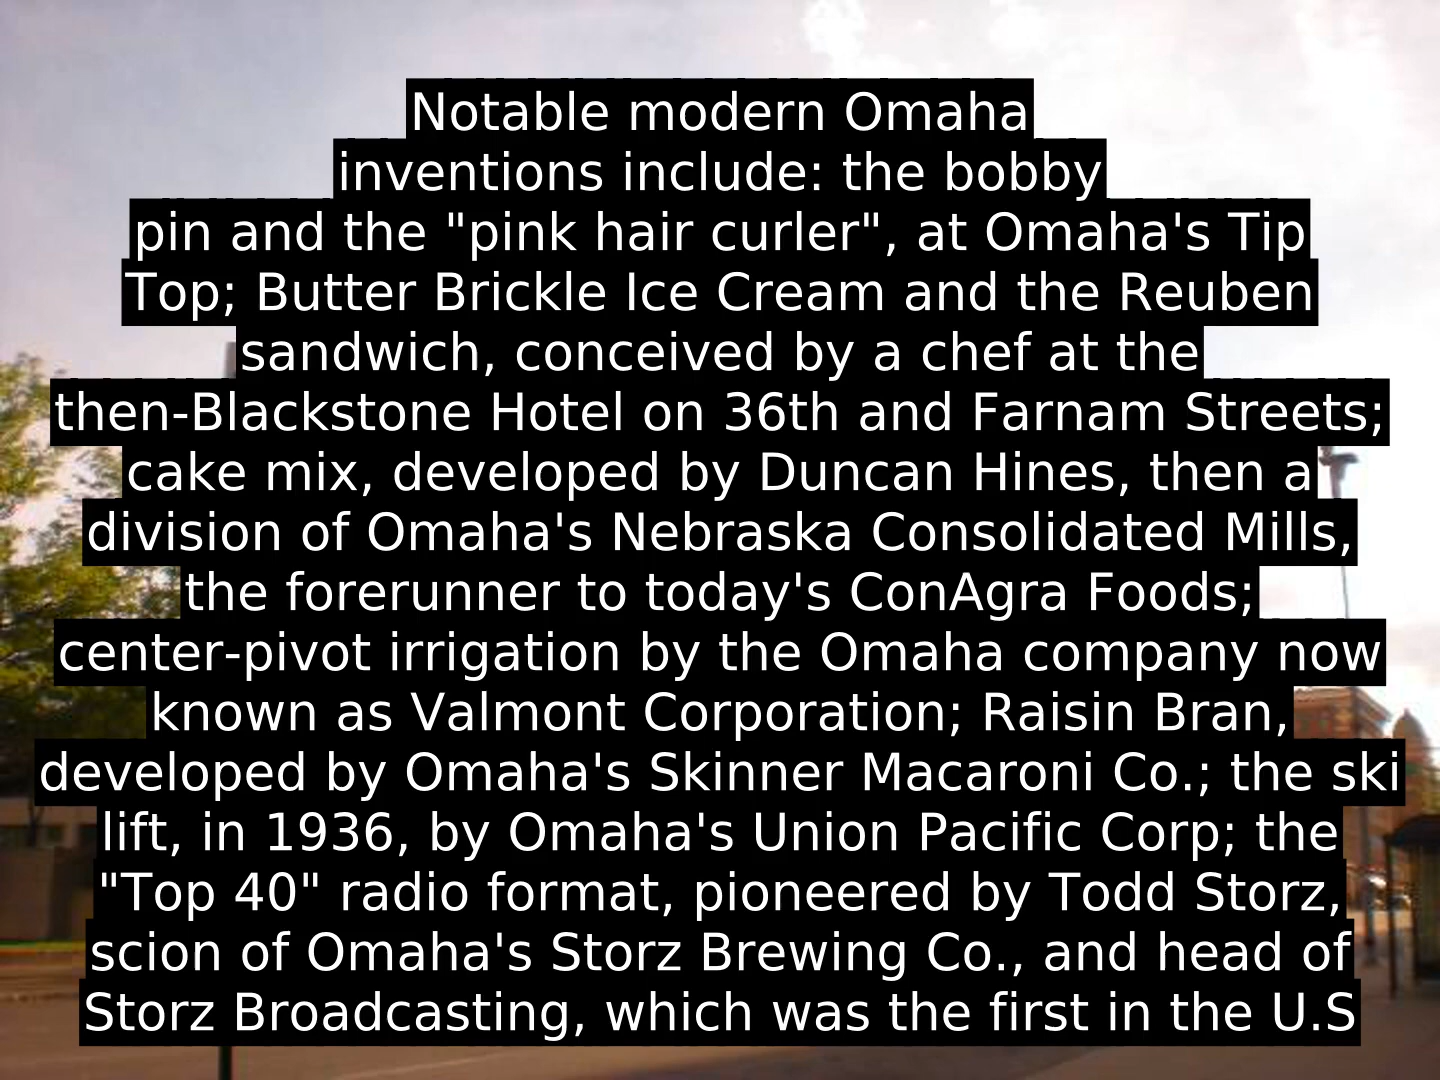 Notable modern Omaha
inventions include: the bobby
pin and the "pink hair curler", at Omaha's Tip
Top; Butter Brickle Ice Cream and the Reuben
sandwich, conceived by a chef at the
then-Blackstone Hotel on 36th and Farnam Streets;
cake mix, developed by Duncan Hines, then a
division of Omaha's Nebraska Consolidated Mills,
the forerunner to today's ConAgra Foods;
center-pivot irrigation by the Omaha company now
known as Valmont Corporation; Raisin Bran,
developed by Omaha's Skinner Macaroni Co.; the ski
lift, in 1936, by Omaha's Union Pacific Corp; the
"Top 40" radio format, pioneered by Todd Storz,
scion of Omaha's Storz Brewing Co., and head of
Storz Broadcasting, which was the first in the U.S